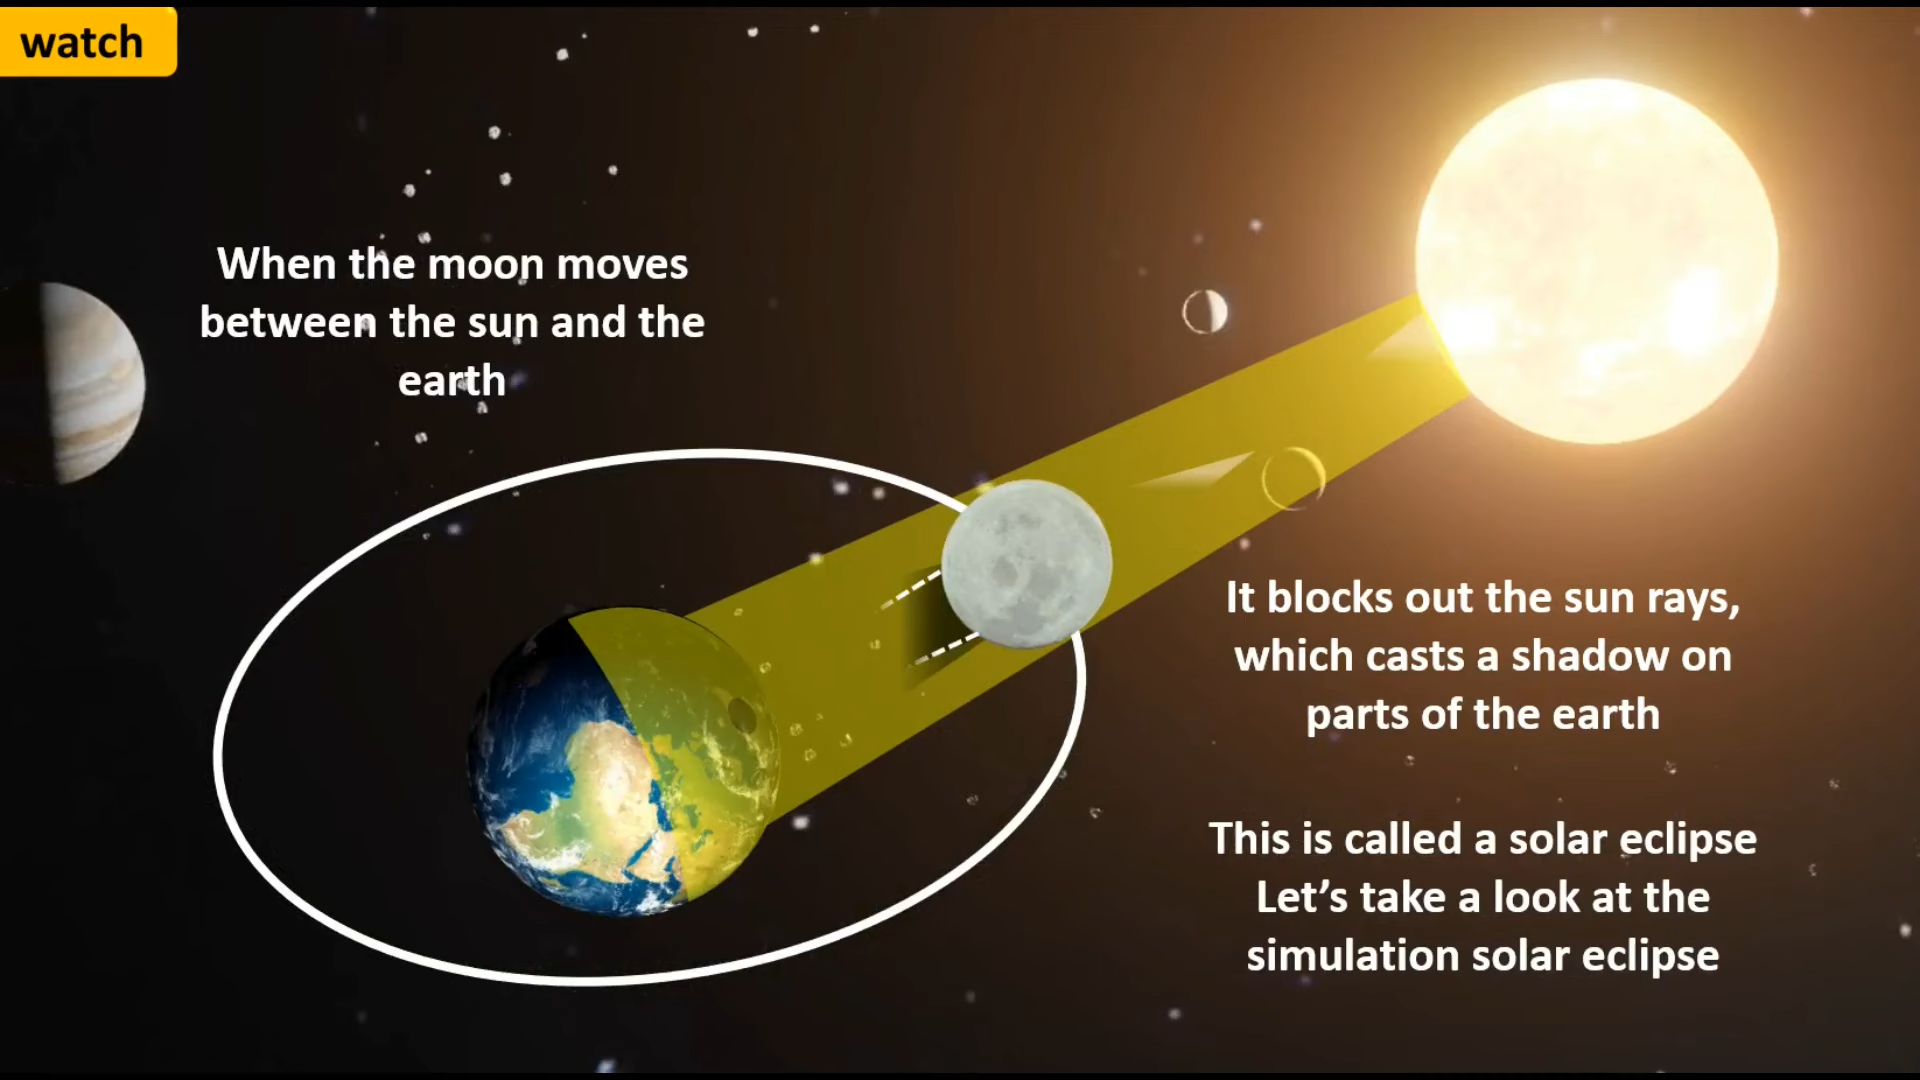 watch
When the moon moves
between the sun and the
earth
It blocks out the sun rays,
which casts a shadow on
parts of the earth
This is called a solar eclipse
Let’s take a look at the
simulation solar eclipse